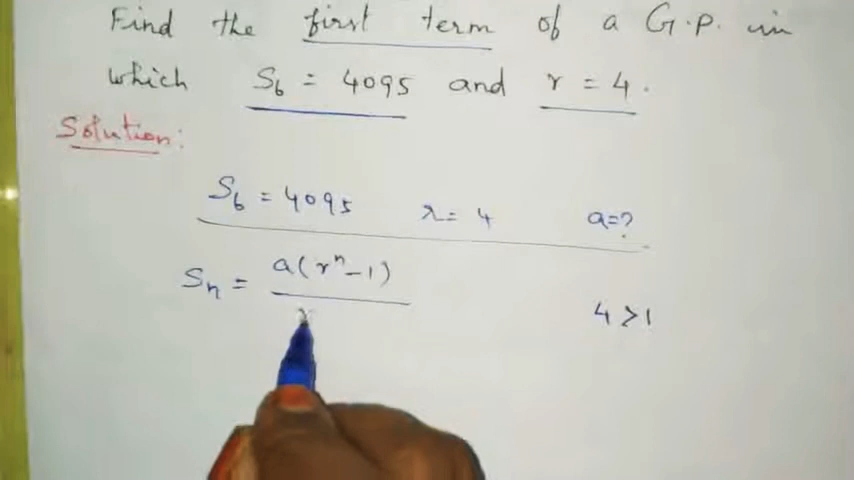 Find the first term of a G.P. in
which S₆ = 4095 and r = 4.
Solution:
S₆ = 4095 r = 4 a=?
Sₙ = a(rⁿ-1)
4 > 1